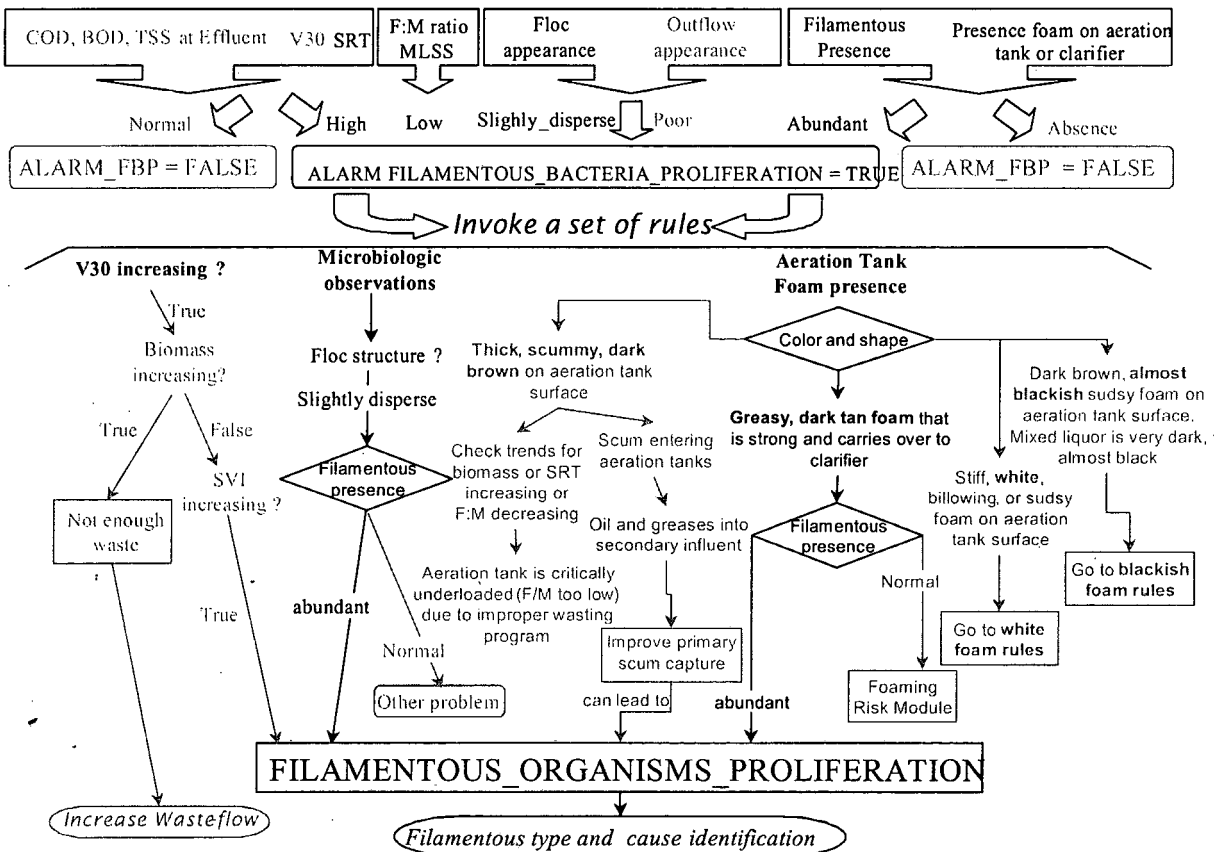 COD, BOD, TSS at Effluent V30 SRT
F:M ratio
MLSS
Floc
appearance
Outflow
appearance
Filamentous
Presence
Presence foam on aeration
tank or clarifier
Normal
High
Low
Slighly_disperse
Poor
Abundant
Absence
ALARM_FBP = FALSE
ALARM FILAMENTOUS_BACTERIA_PROLIFERATION = TRUE
ALARM_FBP = FALSE
Invoke a set of rules
V30 increasing ?
True
Biomass
increasing?
True
False
Not enough
waste
SVI
increasing ?
True
Increase Wasteflow
Microbiologic
observations
Floc structure ?
Slightly disperse
Filamentous
presence
abundant
Normal
Other problem
Aeration Tank
Foam presence
Color and shape
Thick, scummy, dark
brown on aeration tank
surface
Check trends for
biomass or SRT
increasing or
F:M decreasing
Aeration tank is critically
underloaded (F/M too low)
due to improper wasting
program
Scum entering
aeration tanks
Oil and greases into
secondary influent
Improve primary
scum capture
can lead to
Greasy, dark tan foam that
is strong and carries over to
clarifier
Filamentous
presence
abundant
Normal
Foaming
Risk Module
Stiff, white,
billowing, or sudsy
foam on aeration
tank surface
Go to white
foam rules
Dark brown, almost
blackish sudsy foam on
aeration tank surface.
Mixed liquor is very dark,
almost black
Go to blackish
foam rules
FILAMENTOUS_ORGANISMS_PROLIFERATION
Filamentous type and cause identification